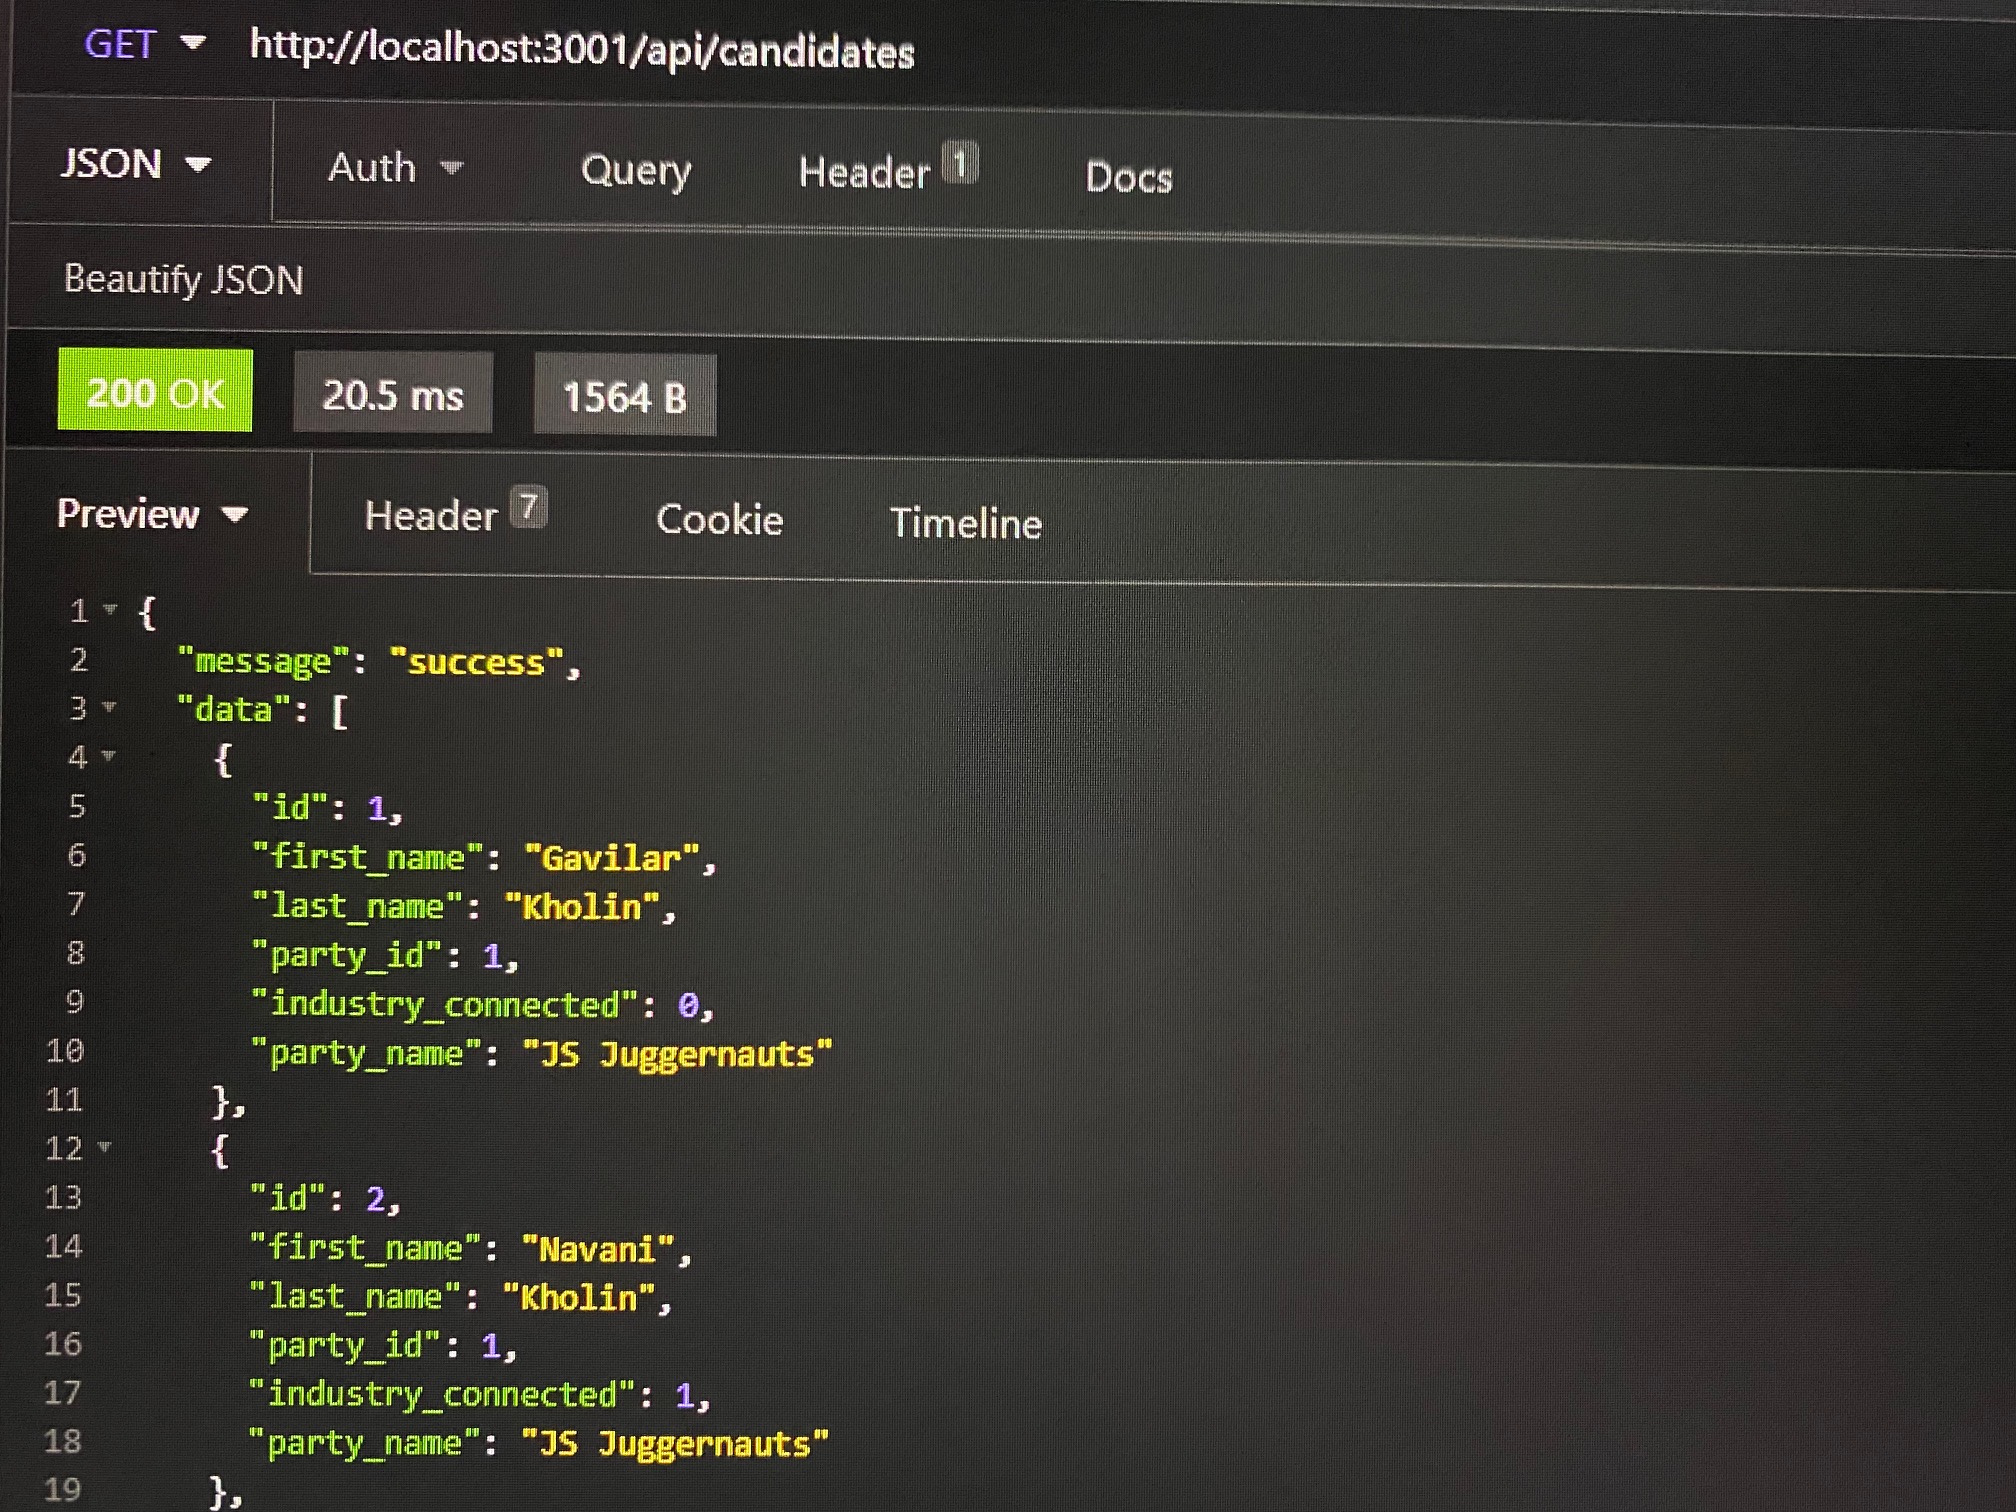 GET http://localhost:3001/api/candidates
JSON Auth Query Header 1 Docs
Beautify JSON
200 OK 20.5 ms 1564 B
Preview Header 7 Cookie Timeline
1 {
2 "message": "success",
3 "data": [
4 {
5 "id": 1,
6 "first_name": "Gavilar",
7 "last_name": "Kholin",
8 "party_id": 1,
9 "industry_connected": 0,
10 "party_name": "JS Juggernauts"
11 },
12 {
13 "id": 2,
14 "first_name": "Navani",
15 "last_name": "Kholin",
16 "party_id": 1,
17 "industry_connected": 1,
18 "party_name": "JS Juggernauts"
19 },